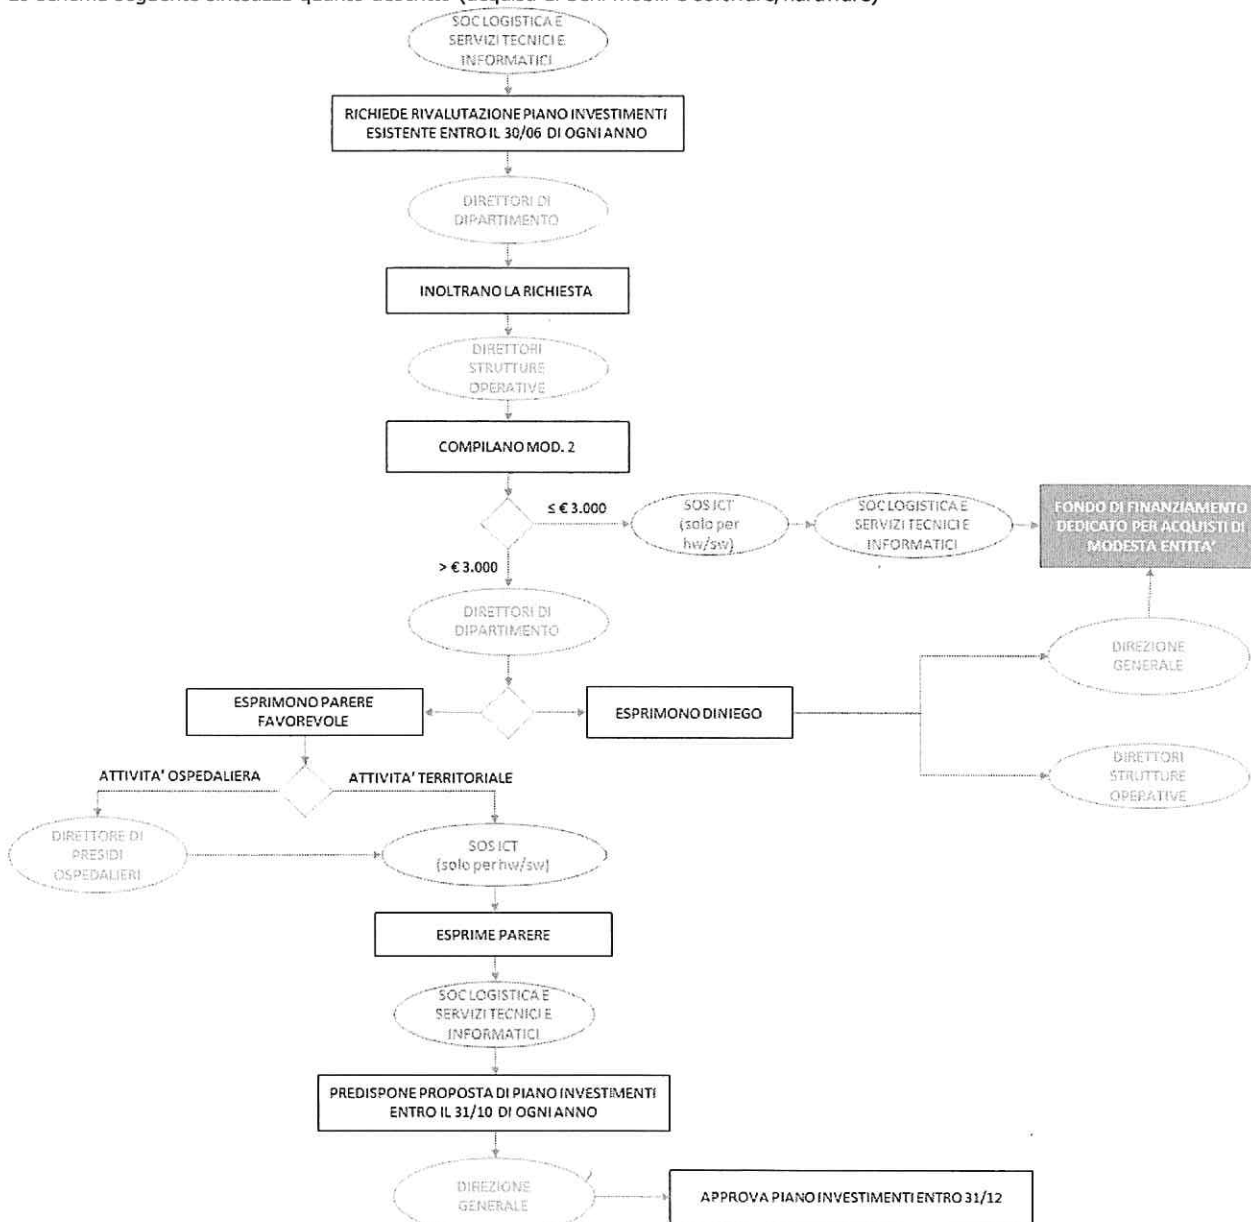 SOC LOGISTICA E
SERVIZI TECNICI E
INFORMATICI
RICHIEDE RIVALUTAZIONE PIANO INVESTIMENTI
ESISTENTE ENTRO IL 30/06 DI OGNI ANNO
DIRETTORI DI
DIPARTIMENTO
INOLTRANO LA RICHIESTA
DIRETTORI
STRUTTURE
OPERATIVE
COMPILANO MOD. 2
≤ € 3.000
SOS ICT
(solo per
hw/sw)
SOC LOGISTICA E
SERVIZI TECNICI E
INFORMATICI
FONDO DI FINANZIAMENTO
DEDICATO PER ACQUISTI DI
MODESTA ENTITA'
> € 3.000
DIRETTORI DI
DIPARTIMENTO
DIREZIONE
GENERALE
ESPRIMONO PARERE
FAVOREVOLE
ESPRIMONO DINIEGO
ATTIVITA' OSPEDALIERA
ATTIVITA' TERRITORIALE
DIRETTORI
STRUTTURE
OPERATIVE
DIRETTORE DI
PRESIDI
OSPEDALIERI
SOS ICT
(solo per hw/sw)
ESPRIME PARERE
SOC LOGISTICA E
SERVIZI TECNICI E
INFORMATICI
PREDISPONE PROPOSTA DI PIANO INVESTIMENTI
ENTRO IL 31/10 DI OGNI ANNO
DIREZIONE
GENERALE
APPROVA PIANO INVESTIMENTI ENTRO 31/12